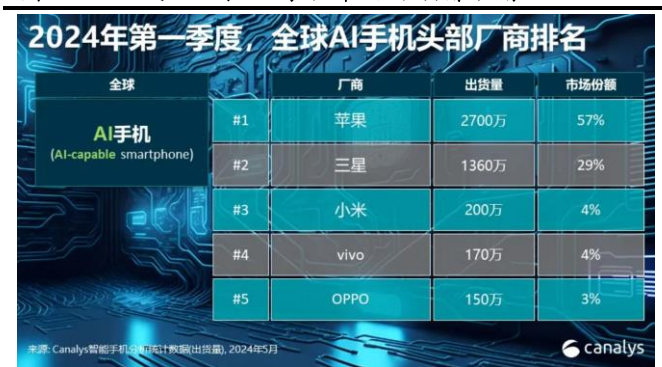 2024年第一季度，全球AI手机头部厂商排名
全球 厂商 出货量 市场份额
AI手机
(AI-capable smartphone)
#1 苹果 2700万 57%
#2 三星 1360万 29%
#3 小米 200万 4%
#4 vivo 170万 4%
#5 OPPO 150万 3%
来源: Canalys智能手机分析统计数据(出货量), 2024年5月
canalys